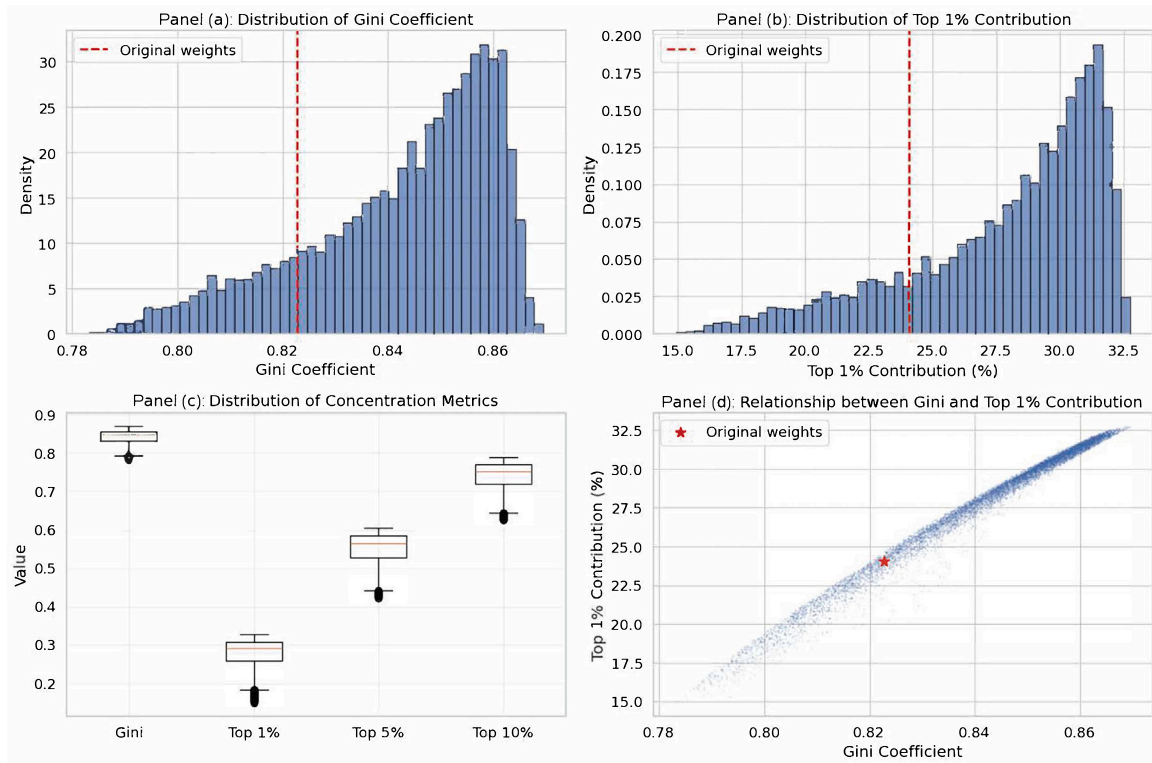 Panel (a): Distribution of Gini Coefficient
Original weights
Density
30
25
20
15
10
5
0
0.78 0.80 0.82 0.84 0.86
Gini Coefficient
Panel (b): Distribution of Top 1% Contribution
Original weights
Density
0.200
0.175
0.150
0.125
0.100
0.075
0.050
0.025
0.000
15.0 17.5 20.0 22.5 25.0 27.5 30.0 32.5
Top 1% Contribution (%)
Panel (c): Distribution of Concentration Metrics
Value
0.9
0.8
0.7
0.6
0.5
0.4
0.3
0.2
Gini Top 1% Top 5% Top 10%
Panel (d): Relationship between Gini and Top 1% Contribution
Original weights
Top 1% Contribution (%)
32.5
30.0
27.5
25.0
22.5
20.0
17.5
15.0
0.78 0.80 0.82 0.84 0.86
Gini Coefficient